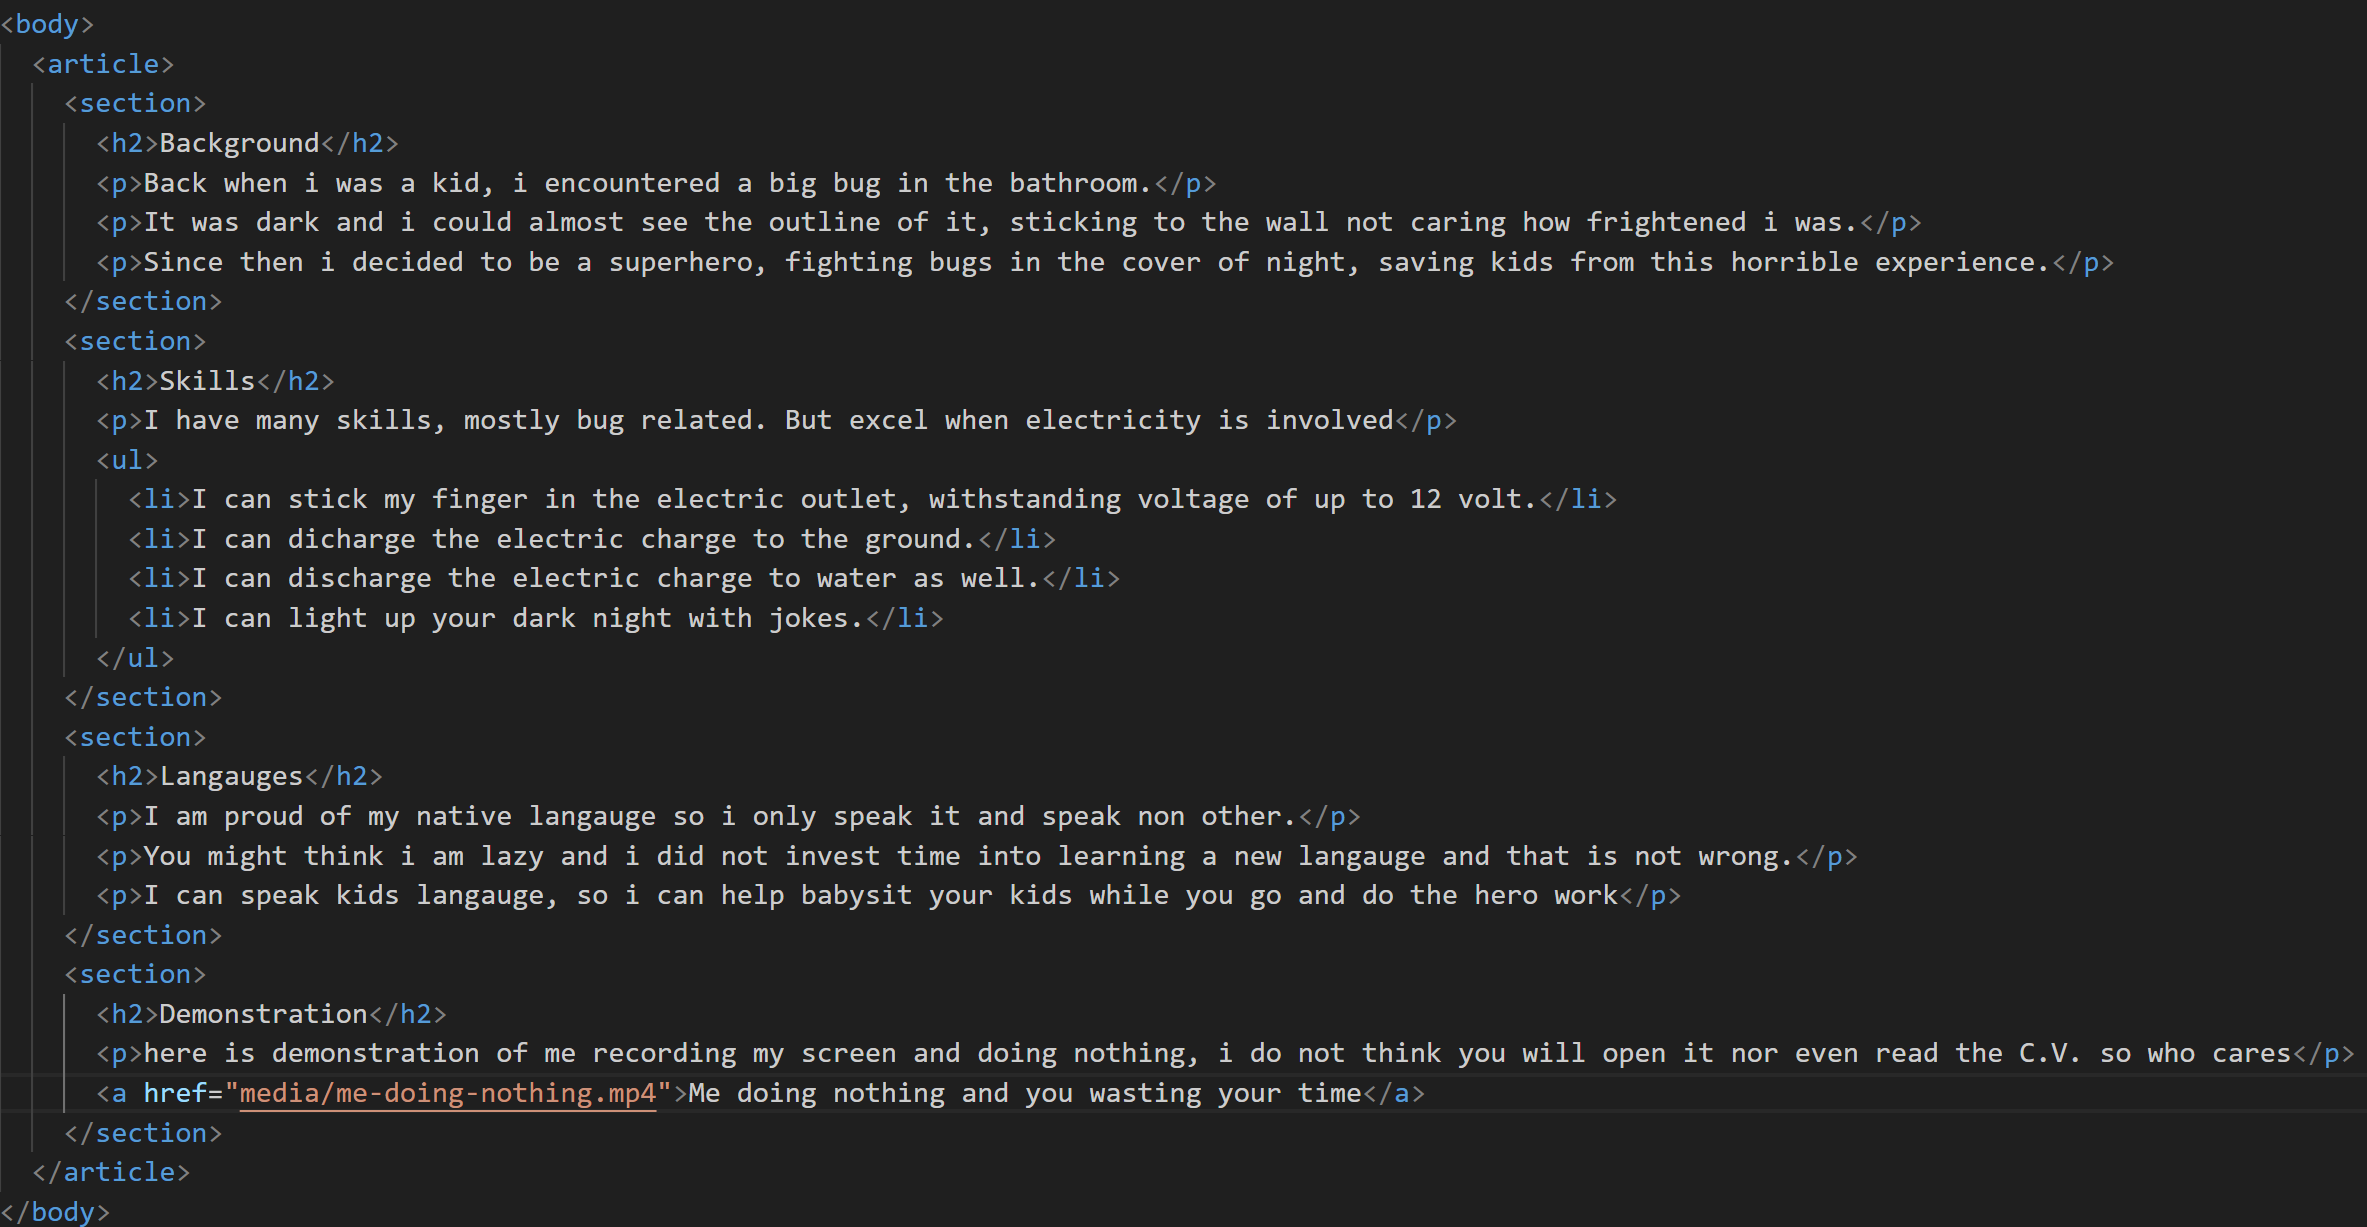 <body>
<article>
<section>
<h2>Background</h2>
<p>Back when i was a kid, i encountered a big bug in the bathroom.</p>
<p>It was dark and i could almost see the outline of it, sticking to the wall not caring how frightened i was.</p>
<p>Since then i decided to be a superhero, fighting bugs in the cover of night, saving kids from this horrible experience.</p>
</section>
<section>
<h2>Skills</h2>
<p>I have many skills, mostly bug related. But excel when electricity is involved</p>
<ul>
<li>I can stick my finger in the electric outlet, withstanding voltage of up to 12 volt.</li>
<li>I can dicharge the electric charge to the ground.</li>
<li>I can discharge the electric charge to water as well.</li>
<li>I can light up your dark night with jokes.</li>
</ul>
</section>
<section>
<h2>Langauges</h2>
<p>I am proud of my native langauge so i only speak it and speak non other.</p>
<p>You might think i am lazy and i did not invest time into learning a new langauge and that is not wrong.</p>
<p>I can speak kids langauge, so i can help babysit your kids while you go and do the hero work</p>
</section>
<section>
<h2>Demonstration</h2>
<p>here is demonstration of me recording my screen and doing nothing, i do not think you will open it nor even read the C.V. so who cares</p>
<a href="media/me-doing-nothing.mp4">Me doing nothing and you wasting your time</a>
</section>
</article>
</body>